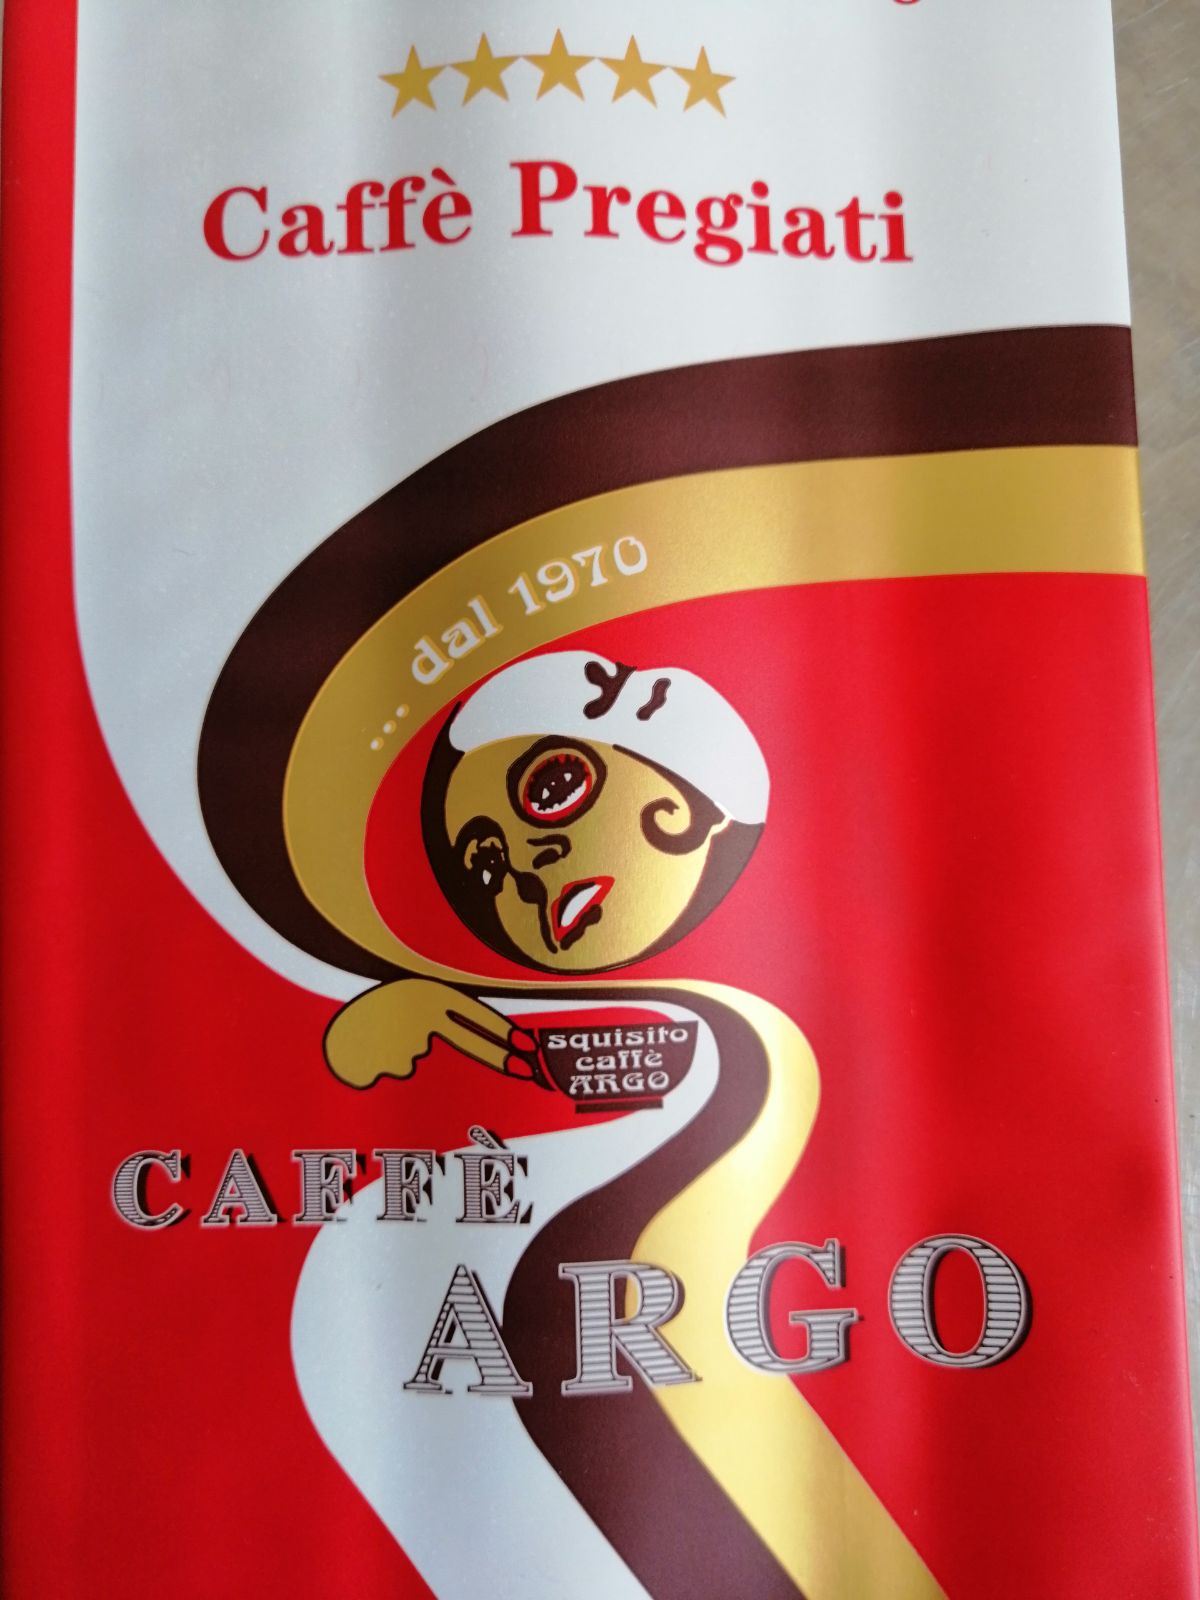 Caffè Pregiati
... dal 1970
squisito
caffè
ARGO
CAFFÈ
ARGO